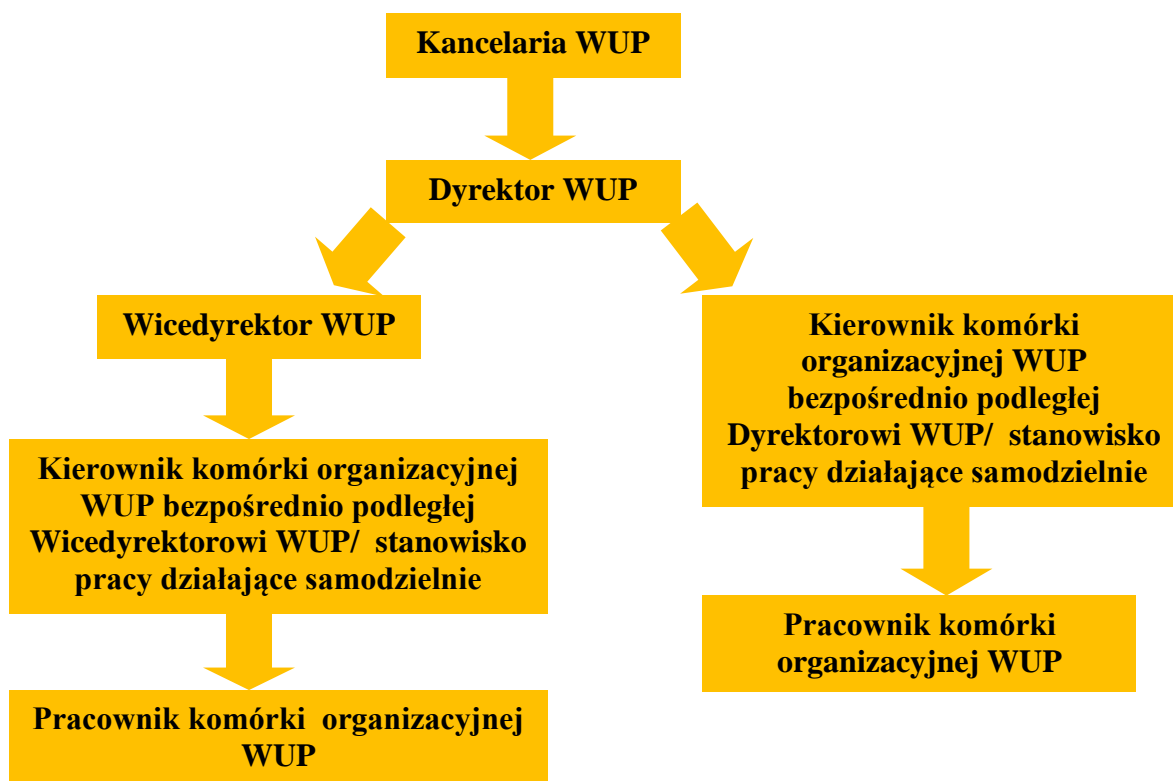 Kancelaria WUP
Dyrektor WUP
Wicedyrektor WUP
Kierownik komórki organizacyjnej
WUP bezpośrednio podległej
Wicedyrektorowi WUP/ stanowisko
pracy działające samodzielnie
Pracownik komórki organizacyjnej
WUP
Kierownik komórki
organizacyjnej WUP
bezpośrednio podległej
Dyrektorowi WUP/ stanowisko
pracy działające samodzielnie
Pracownik komórki
organizacyjnej WUP